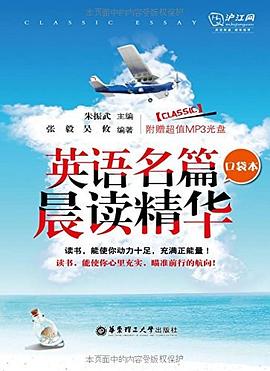 CLASSIC ESSAY
沪江网
本页面中的内容受版权保护
朱振武 主编
张毅 吴攸 编著
【CLASSIC】
附赠超值MP3光盘
英语名篇
口袋本
晨读精华
读书，能使你动力十足，充满正能量！
读书，能使你心里充实，瞄准前行的航向！
华东理工大学出版社
本页面中的内容受版权保护